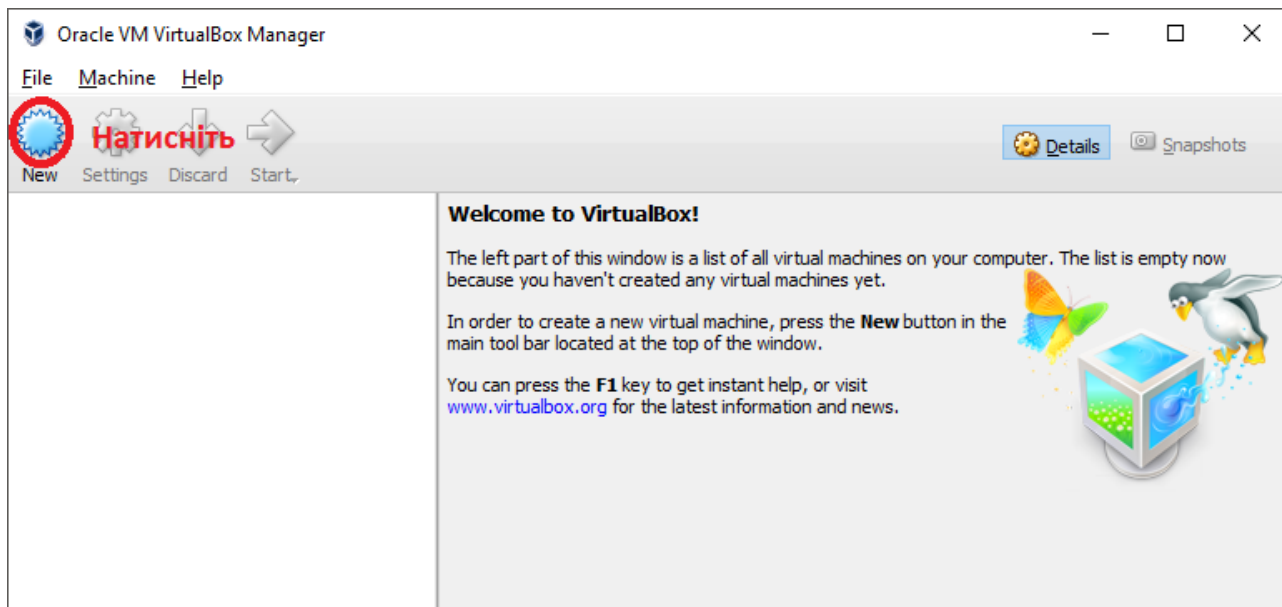 Oracle VM VirtualBox Manager
File Machine Help
Натисніть
New Settings Discard Start
Details Snapshots
Welcome to VirtualBox!
The left part of this window is a list of all virtual machines on your computer. The list is empty now
because you haven't created any virtual machines yet.
In order to create a new virtual machine, press the New button in the
main tool bar located at the top of the window.
You can press the F1 key to get instant help, or visit
www.virtualbox.org for the latest information and news.